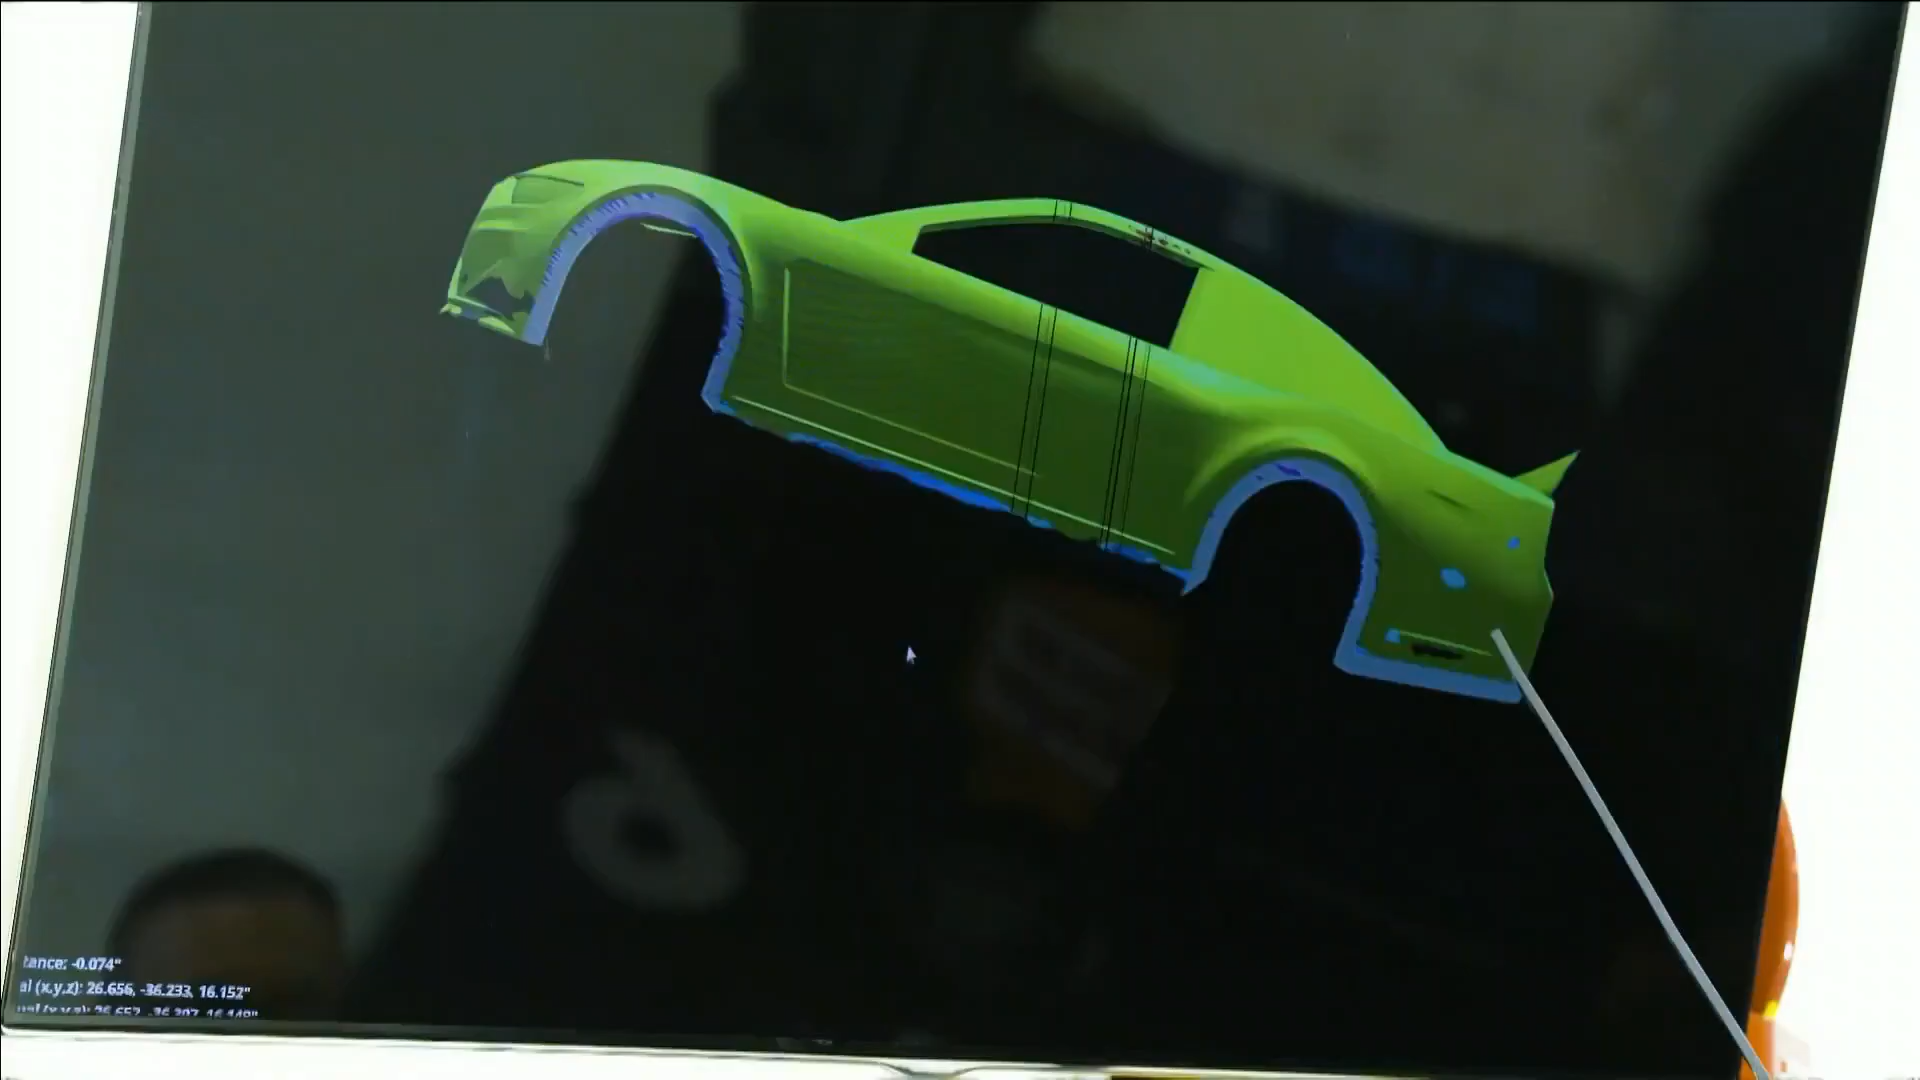 tance: -0.074"
al (x,y,z): 26.656, -36.233, 16.152"